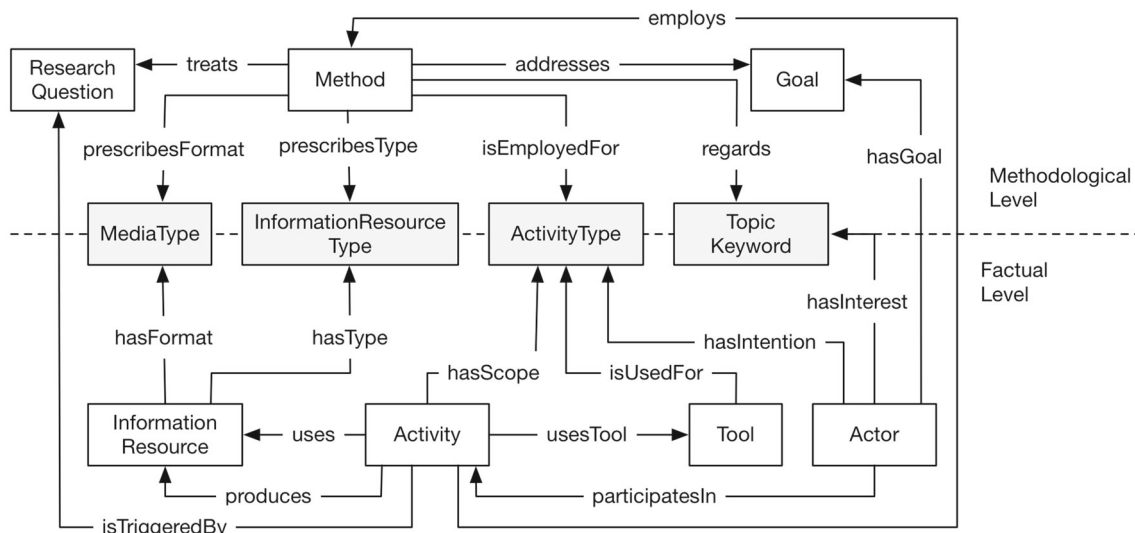 employs
Research
Question
treats
Method
addresses
Goal
prescribesFormat
prescribesType
isEmployedFor
regards
hasGoal
Methodological
Level
MediaType
InformationResource
Type
ActivityType
Topic
Keyword
Factual
Level
hasFormat
hasType
hasScope
isUsedFor
hasIntention
hasInterest
Information
Resource
uses
Activity
usesTool
Tool
Actor
produces
participatesIn
isTriggeredBy